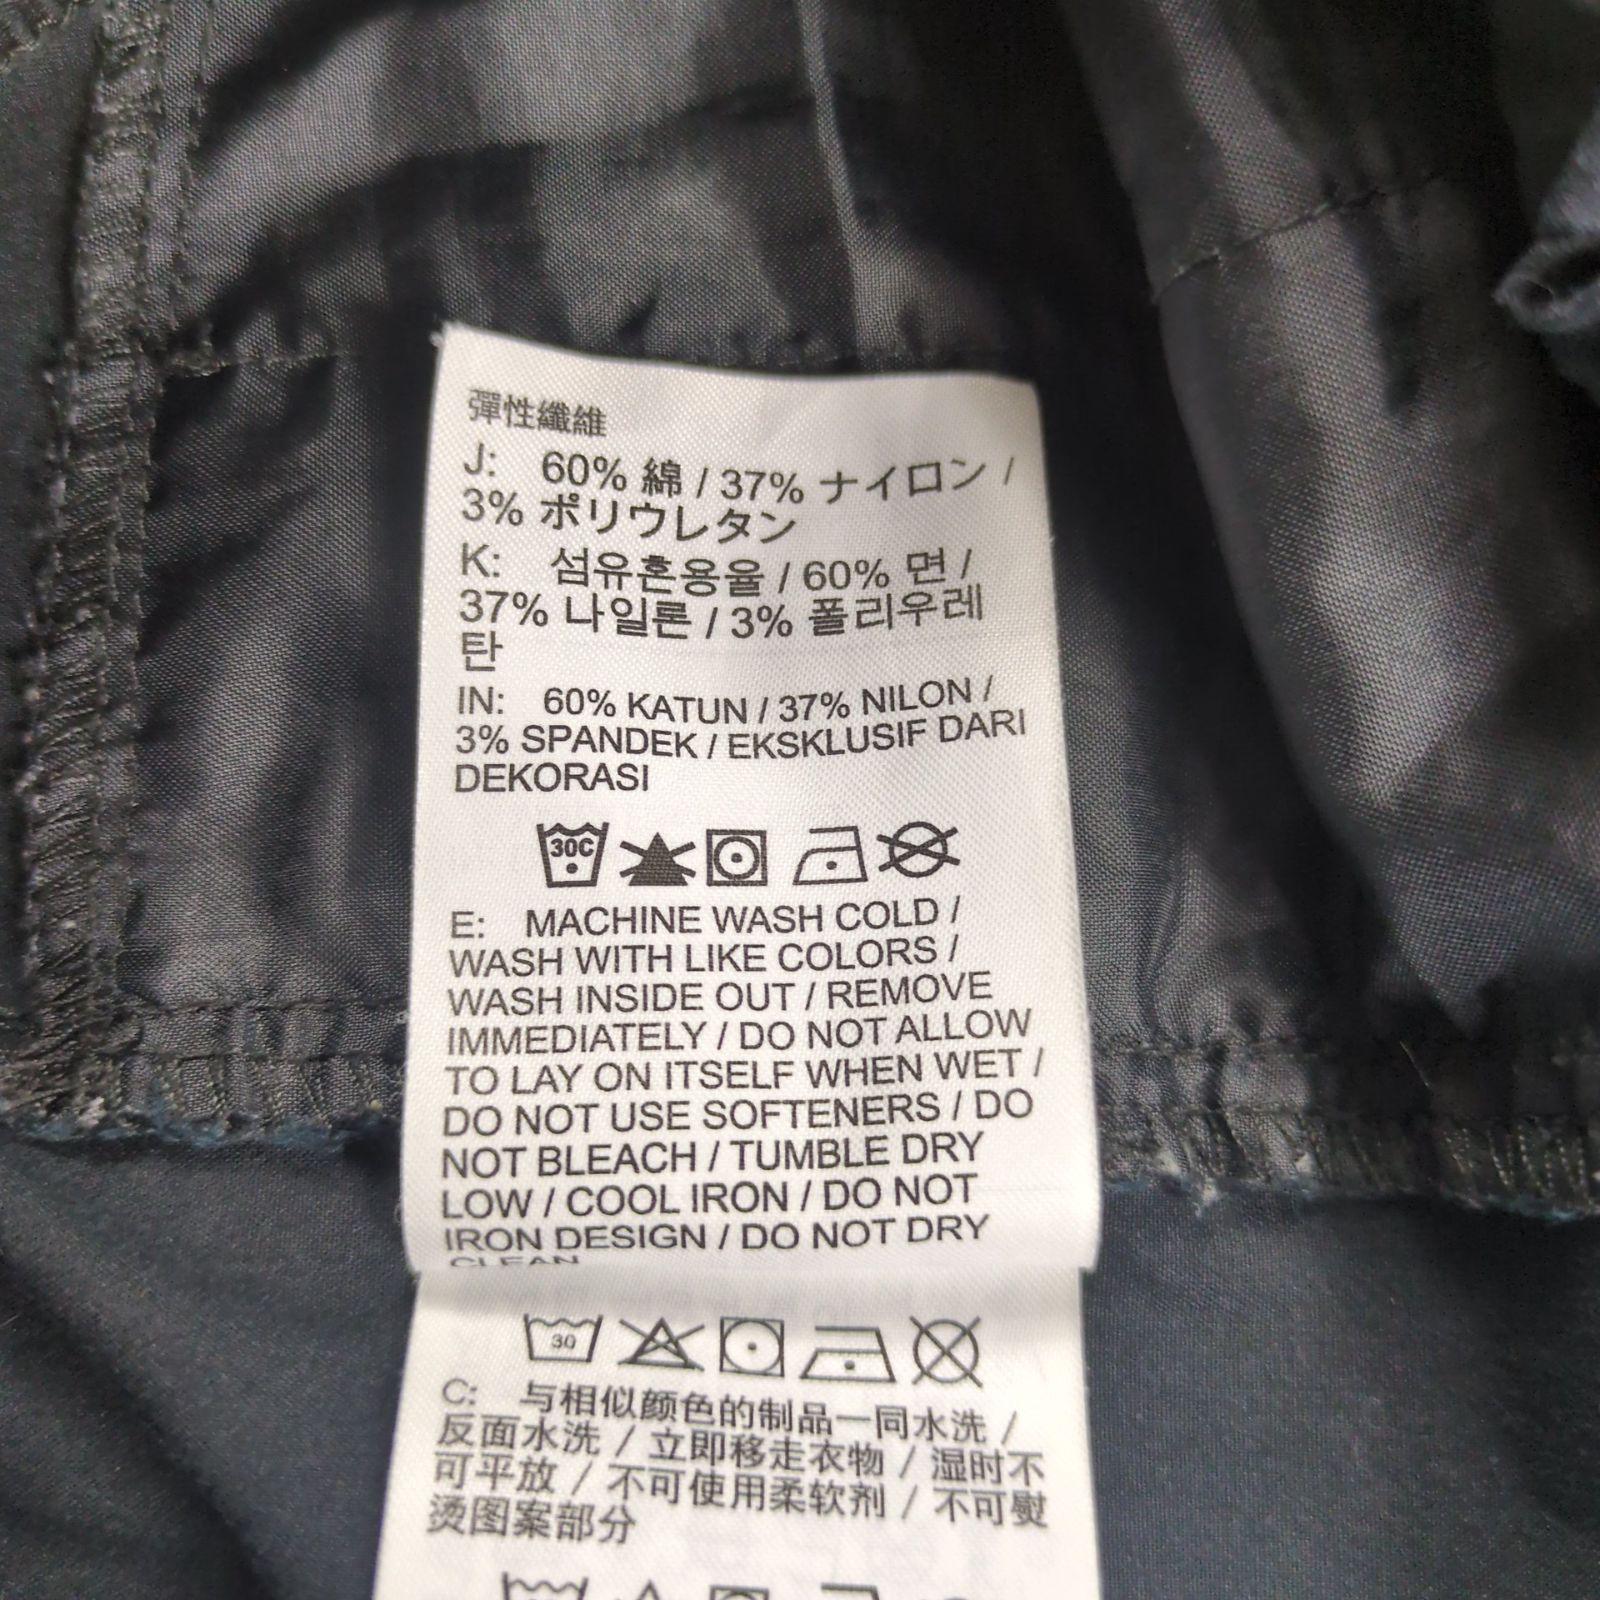 彈性纖維
J: 60% 綿 / 37% ナイロン /
3% ポリウレタン
K: 섬유혼용율 / 60% 면 /
37% 나일론 / 3% 폴리우레
탄
IN: 60% KATUN / 37% NILON /
3% SPANDEK / EKSKLUSIF DARI
DEKORASI
30C
E: MACHINE WASH COLD /
WASH WITH LIKE COLORS /
WASH INSIDE OUT / REMOVE
IMMEDIATELY / DO NOT ALLOW
TO LAY ON ITSELF WHEN WET /
DO NOT USE SOFTENERS / DO
NOT BLEACH / TUMBLE DRY
LOW / COOL IRON / DO NOT
IRON DESIGN / DO NOT DRY
CLEAN
30
C: 与相似颜色的制品一同水洗 /
反面水洗 / 立即移走衣物 / 湿时不
可平放 / 不可使用柔软剂 / 不可熨
烫图案部分